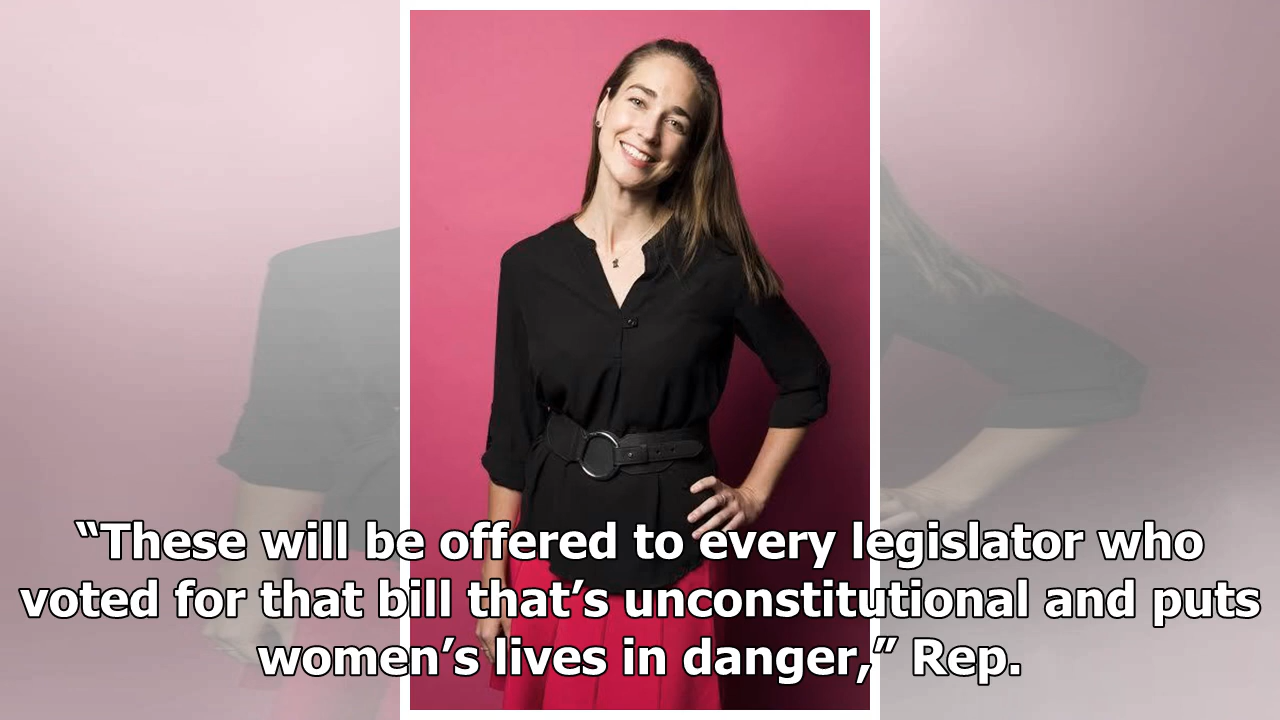 “These will be offered to every legislator who
voted for that bill that’s unconstitutional and puts
women’s lives in danger,” Rep.